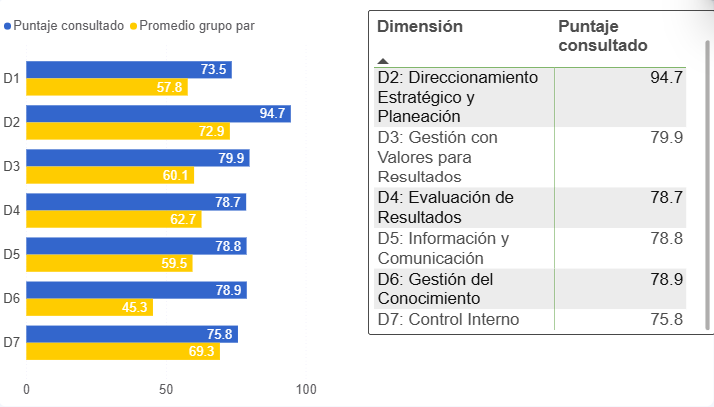 Puntaje consultado Promedio grupo par
D1 73.5
57.8
D2 94.7
72.9
D3 79.9
60.1
D4 78.7
62.7
D5 78.8
59.5
D6 78.9
45.3
D7 75.8
69.3
0 50 100
Dimensión Puntaje
consultado
D2: Direccionamiento 94.7
Estratégico y
Planeación
D3: Gestión con 79.9
Valores para
Resultados
D4: Evaluación de 78.7
Resultados
D5: Información y 78.8
Comunicación
D6: Gestión del 78.9
Conocimiento
D7: Control Interno 75.8